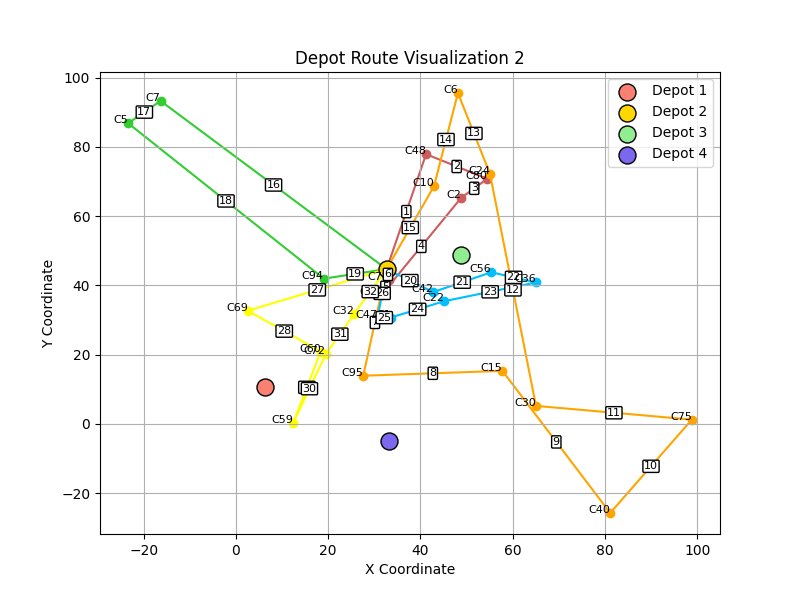 Depot Route Visualization 2
Depot 1
Depot 2
Depot 3
Depot 4
Y Coordinate
X Coordinate
100
80
60
40
20
0
−20
−20
0
20
40
60
80
100
C6
C7
C5
17
13
14
C48
2
C24
C80
C10
3
C2
16
18
1
15
4
C94
19
6
20
C56
21
22
C36
C42
27
32
26
23
12
C22
C69
C32
24
25
28
31
C60
C72
C95
8
C15
30
C59
C30
11
C75
9
10
C40